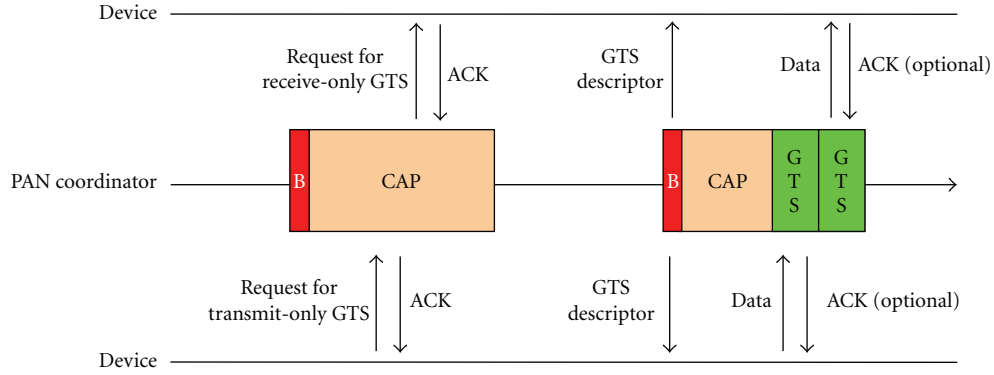 Device
Request for
receive-only GTS
ACK
GTS
descriptor
Data
ACK (optional)
PAN coordinator
B
CAP
B
CAP
G
T
S
G
T
S
Request for
transmit-only GTS
ACK
GTS
descriptor
Data
ACK (optional)
Device